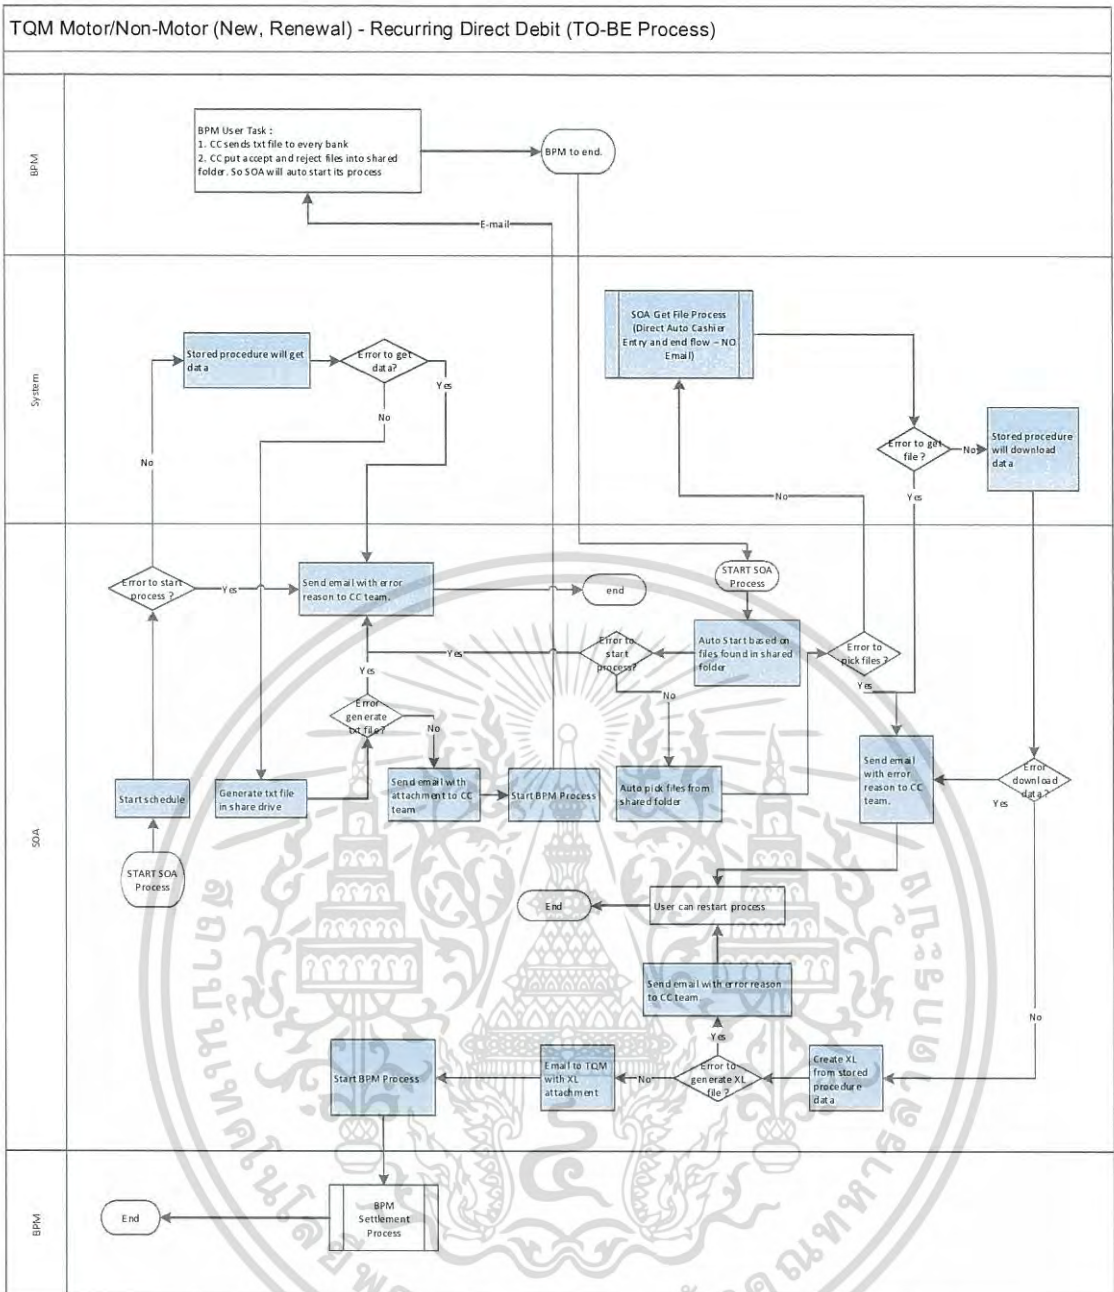 TQM Motor/Non-Motor (New, Renewal) - Recurring Direct Debit (TO-BE Process)
BPM
BPM User Task :
1. CC sends txt file to every bank
2. CC put accept and reject files into shared
folder. So SOA will auto start its process
BPM to end.
E-mail
System
SOA Get File Process
(Direct Auto Cashier
Entry and end flow – NO
Email)
Stored procedure will get
data
Error to get
data?
Yes
No
No
Error to get
file ?
No
Stored procedure
will download
data
Yes
No
SOA
Error to start
process ?
Yes
Send email with error
reason to CC team.
end
START SOA
Process
Auto Start based on
files found in shared
folder
Error to
start
process?
Yes
No
Error to
pick files ?
Yes
Yes
Error
generate
txt file ?
No
Start schedule
Generate txt file
in share drive
Send email with
attachment to CC
team
Start BPM Process
Auto pick files from
shared folder
Send email
with error
reason to CC
team.
Error
download
data ?
Yes
START SOA
Process
End
User can restart process
Send email with error reason
to CC team.
No
Yes
Start BPM Process
Email to TQM
with XL
attachment
No
Error to
generate XL
file ?
Create XL
from stored
procedure
data
BPM
End
BPM
Settlement
Process